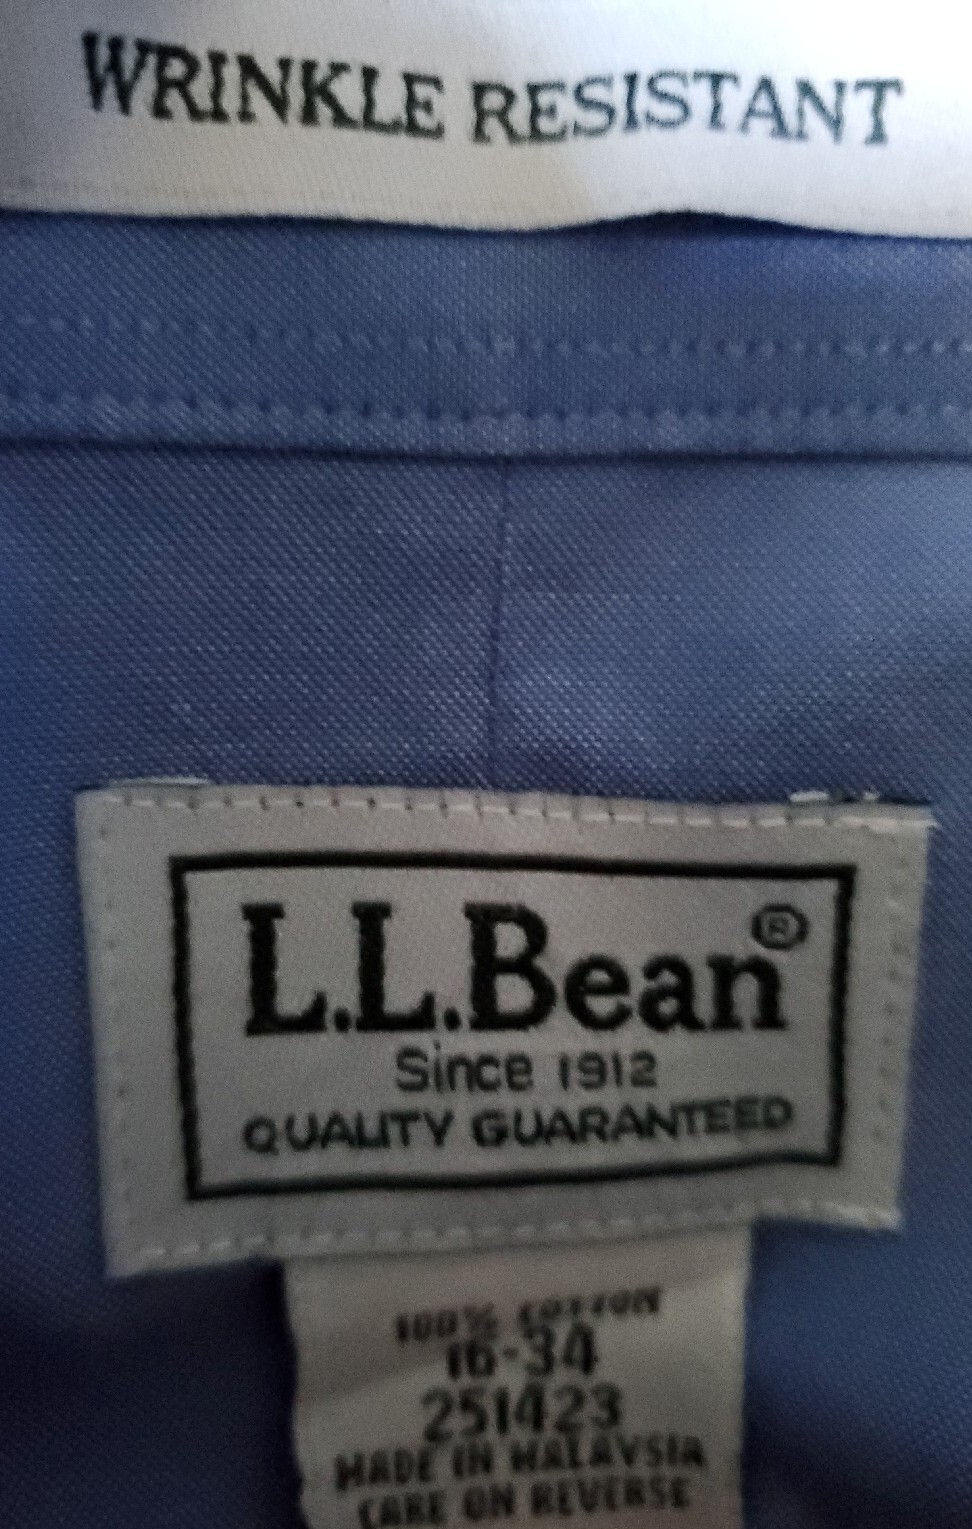 WRINKLE RESISTANT
L.L.Bean®
Since 1912
QUALITY GUARANTEED
100% COTTON
16-34
251423
MADE IN MALAYSIA
CARE ON REVERSE